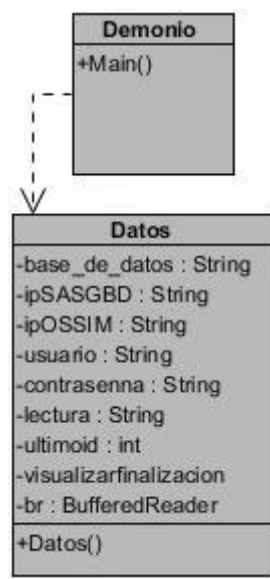 Demonio
+Main()
Datos
-base_de_datos : String
-ipSASGBD : String
-ipOSSIM : String
-usuario : String
-contrasenna : String
-lectura : String
-ultimoid : int
-visualizarfinalizacion
-br : BufferedReader
+Datos()